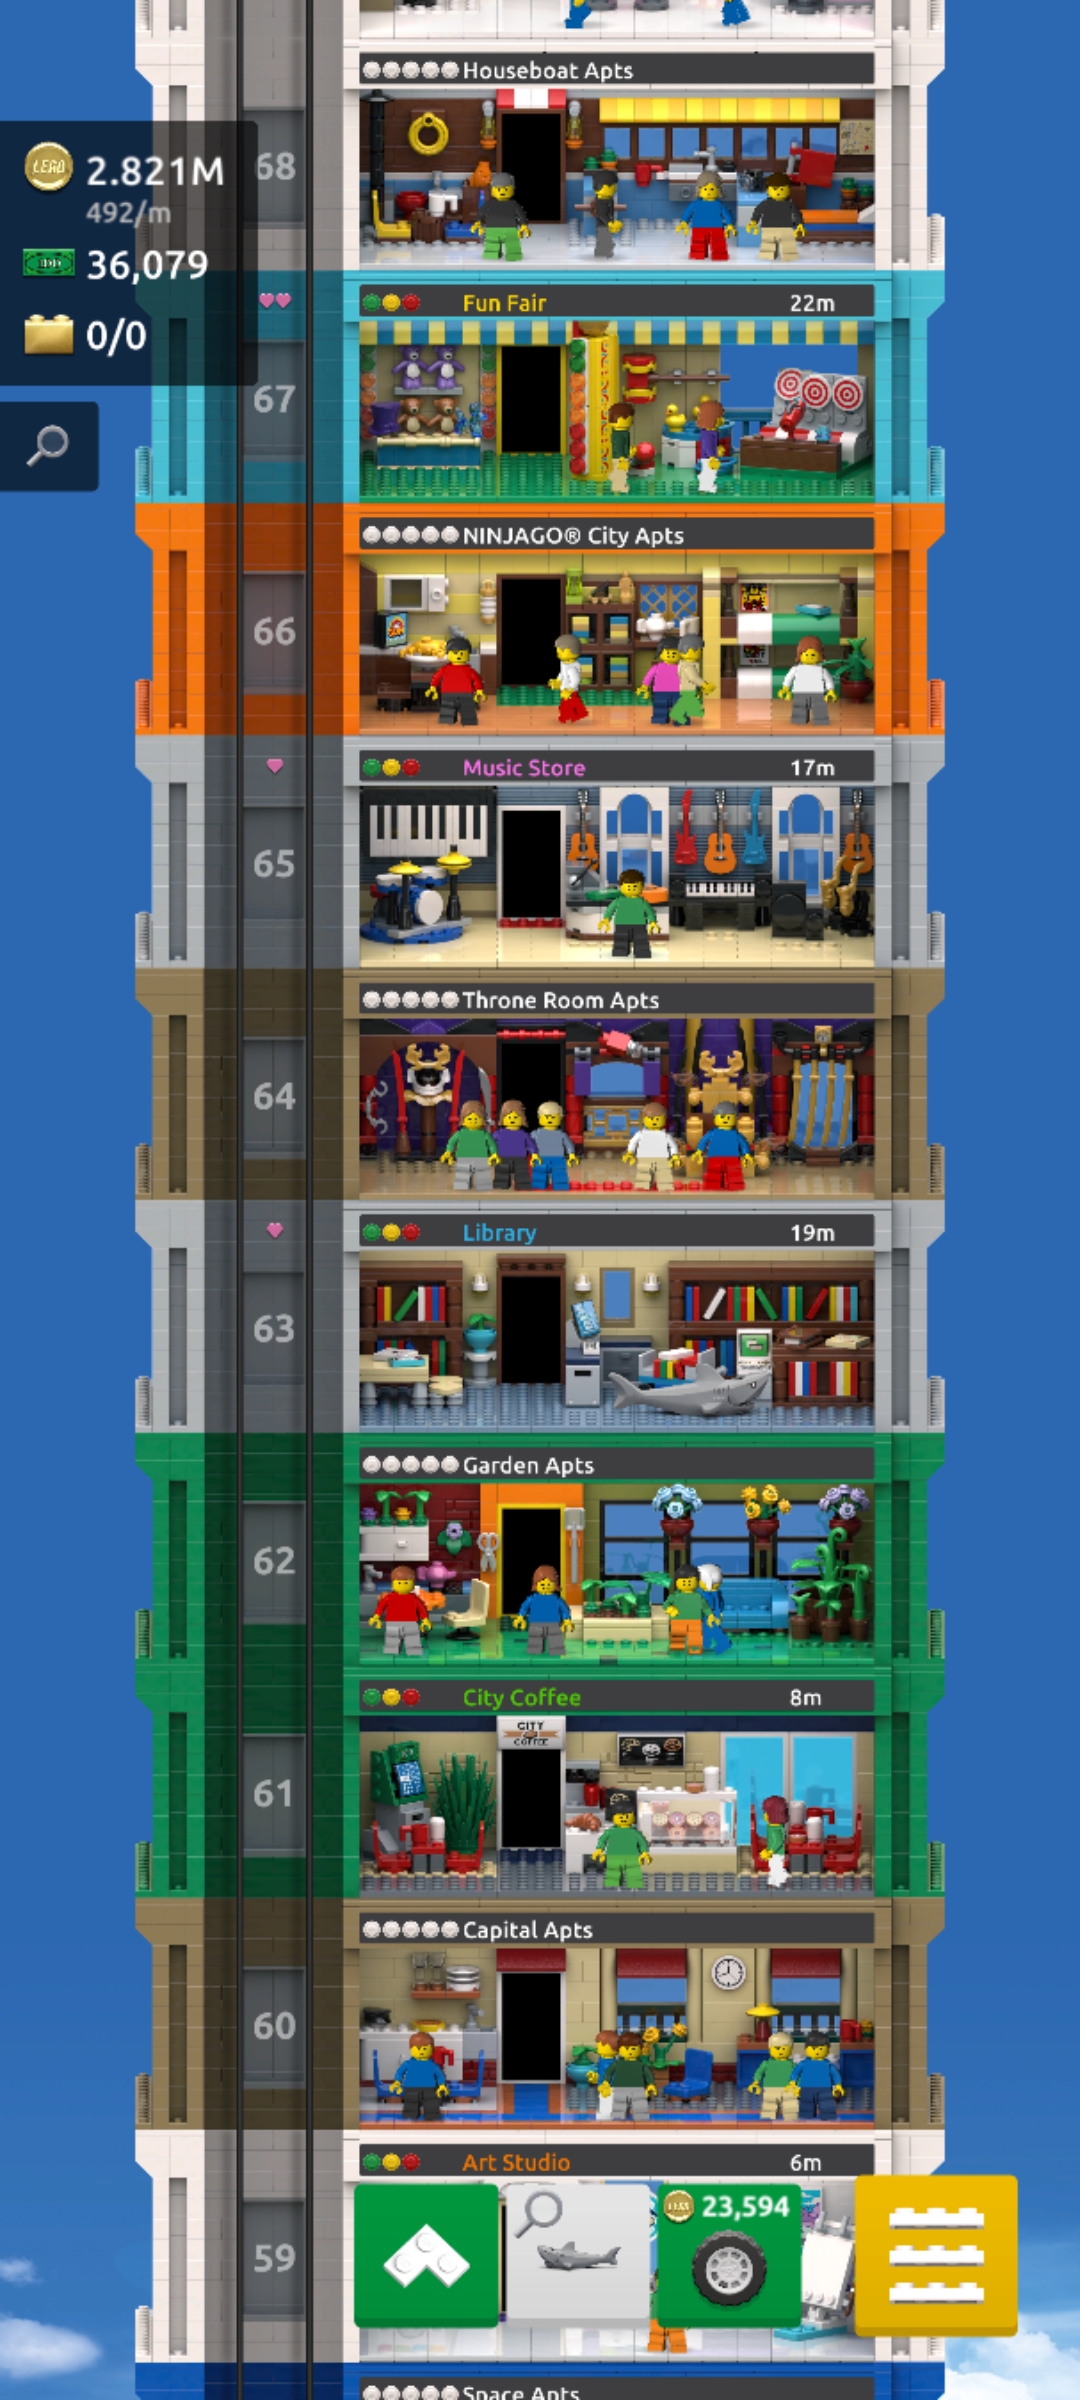 Houseboat Apts
68
LEGO
2.821M
492/m
36,079
0/0
Fun Fair 22m
67
NINJAGO® City Apts
66
Music Store 17m
65
Throne Room Apts
64
Library 19m
63
Garden Apts
62
City Coffee 8m
CITY
COFFEE
61
Capital Apts
60
Art Studio 6m
23,594
59
Space Apts